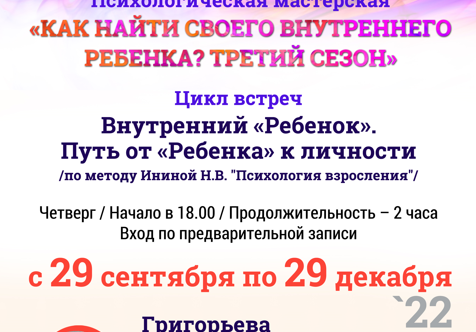 Психологическая мастерская
«КАК НАЙТИ СВОЕГО ВНУТРЕННЕГО
РЕБЕНКА? ТРЕТИЙ СЕЗОН»
Цикл встреч
Внутренний «Ребенок».
Путь от «Ребенка» к личности
/по методу Ининой Н.В. "Психология взросления"/
Четверг / Начало в 18.00 / Продолжительность – 2 часа
Вход по предварительной записи
с 29 сентября по 29 декабря
`22
Григорьева